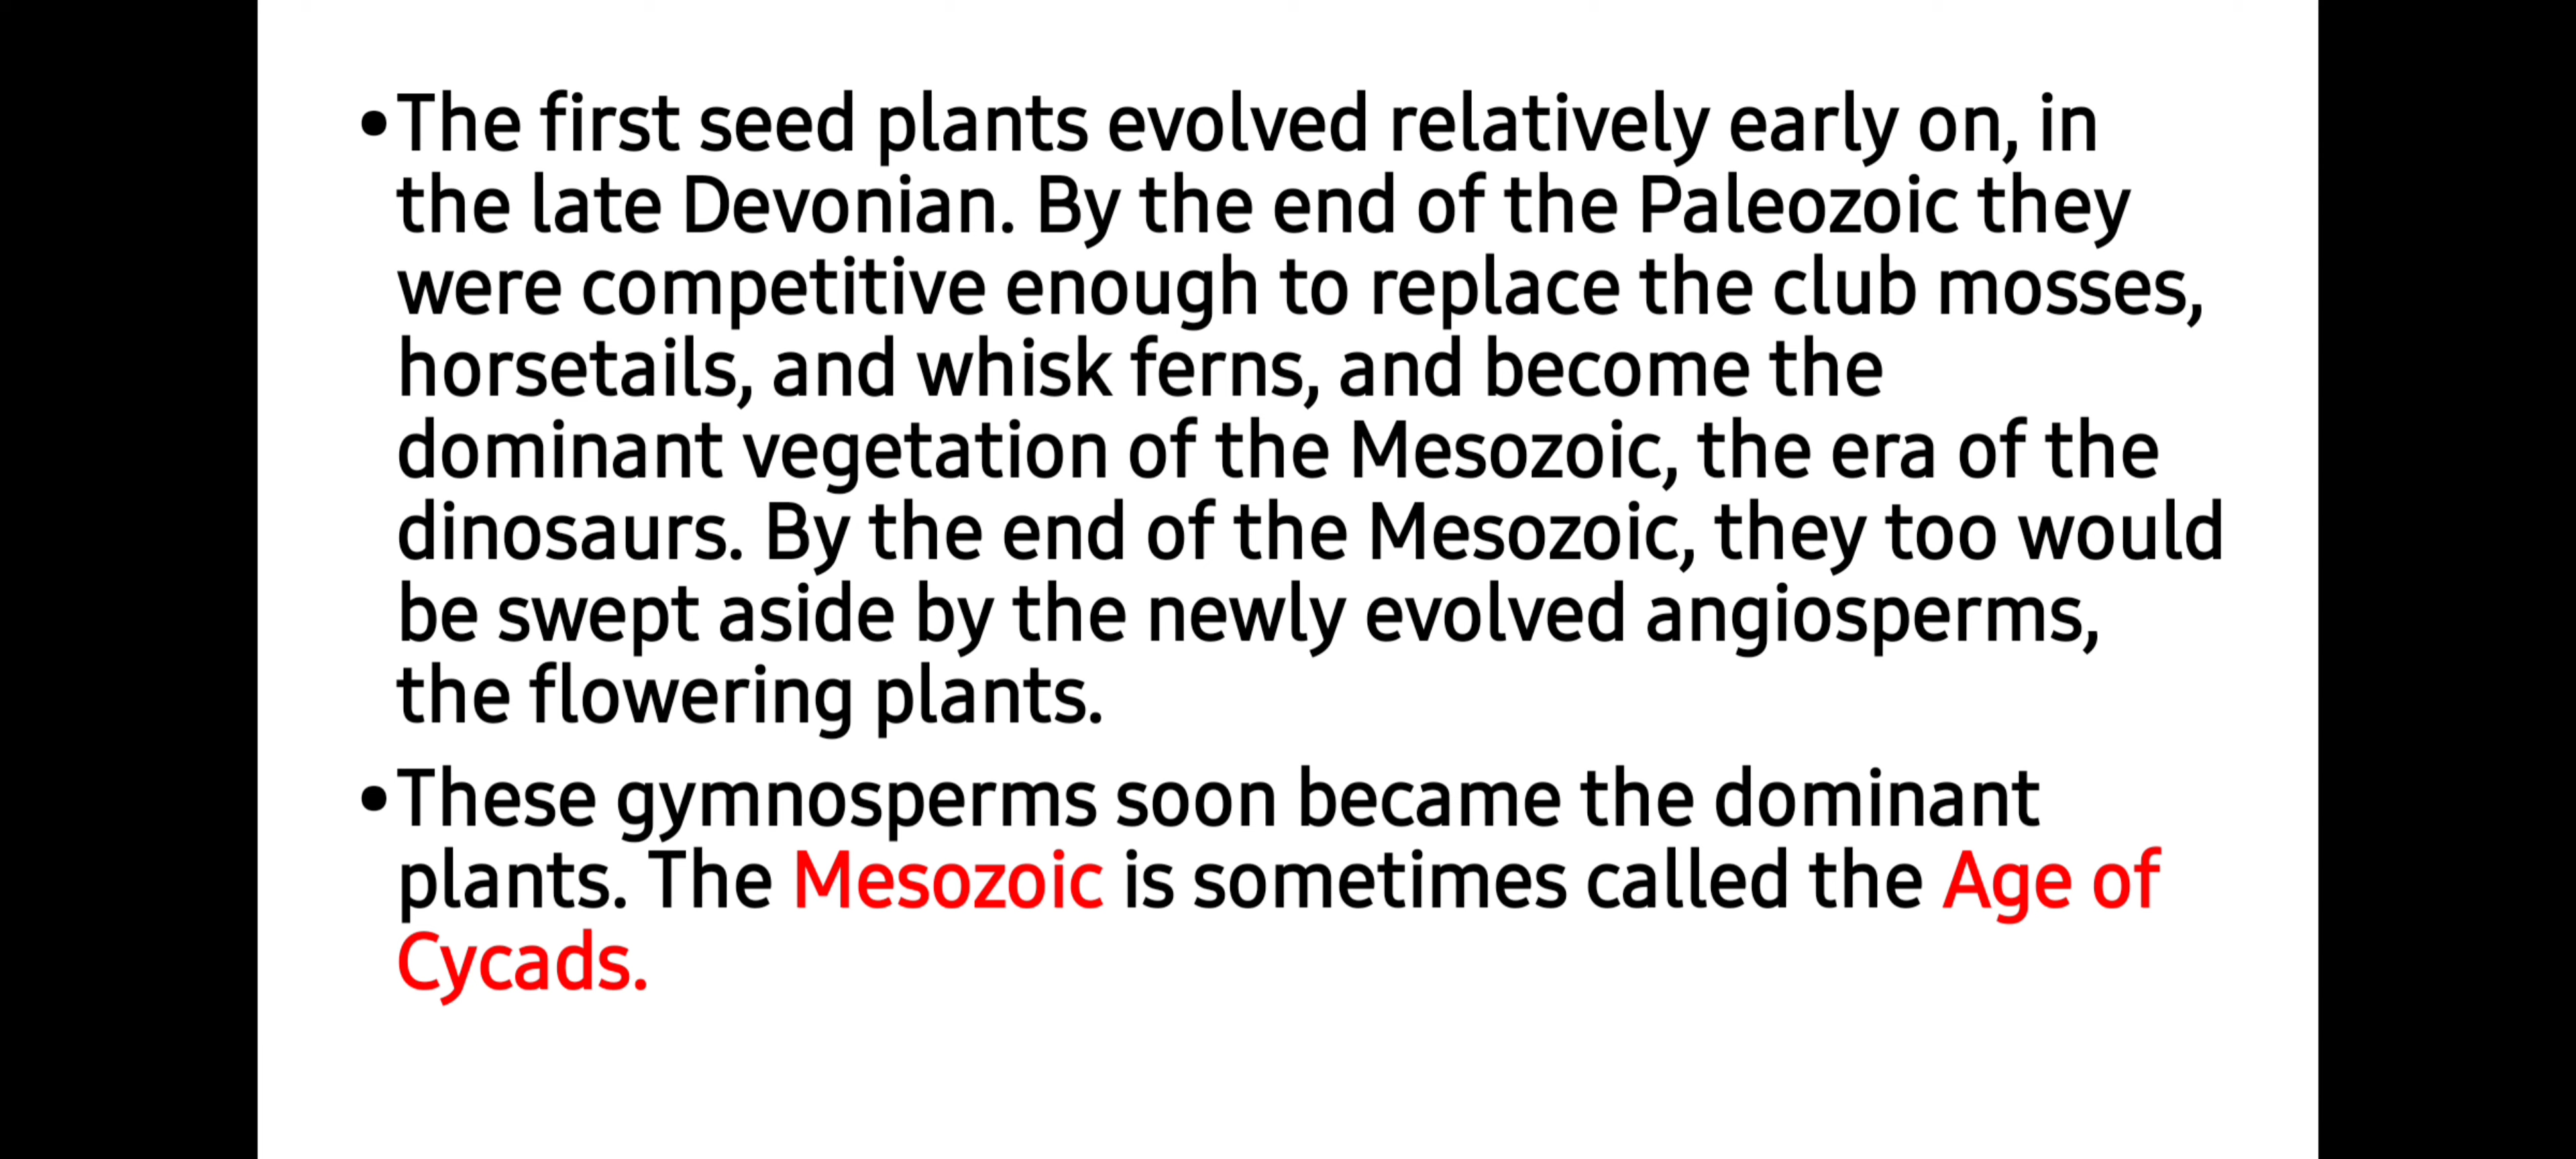 •The first seed plants evolved relatively early on, in
the late Devonian. By the end of the Paleozoic they
were competitive enough to replace the club mosses,
horsetails, and whisk ferns, and become the
dominant vegetation of the Mesozoic, the era of the
dinosaurs. By the end of the Mesozoic, they too would
be swept aside by the newly evolved angiosperms,
the flowering plants.
•These gymnosperms soon became the dominant
plants. The Mesozoic is sometimes called the Age of
Cycads.